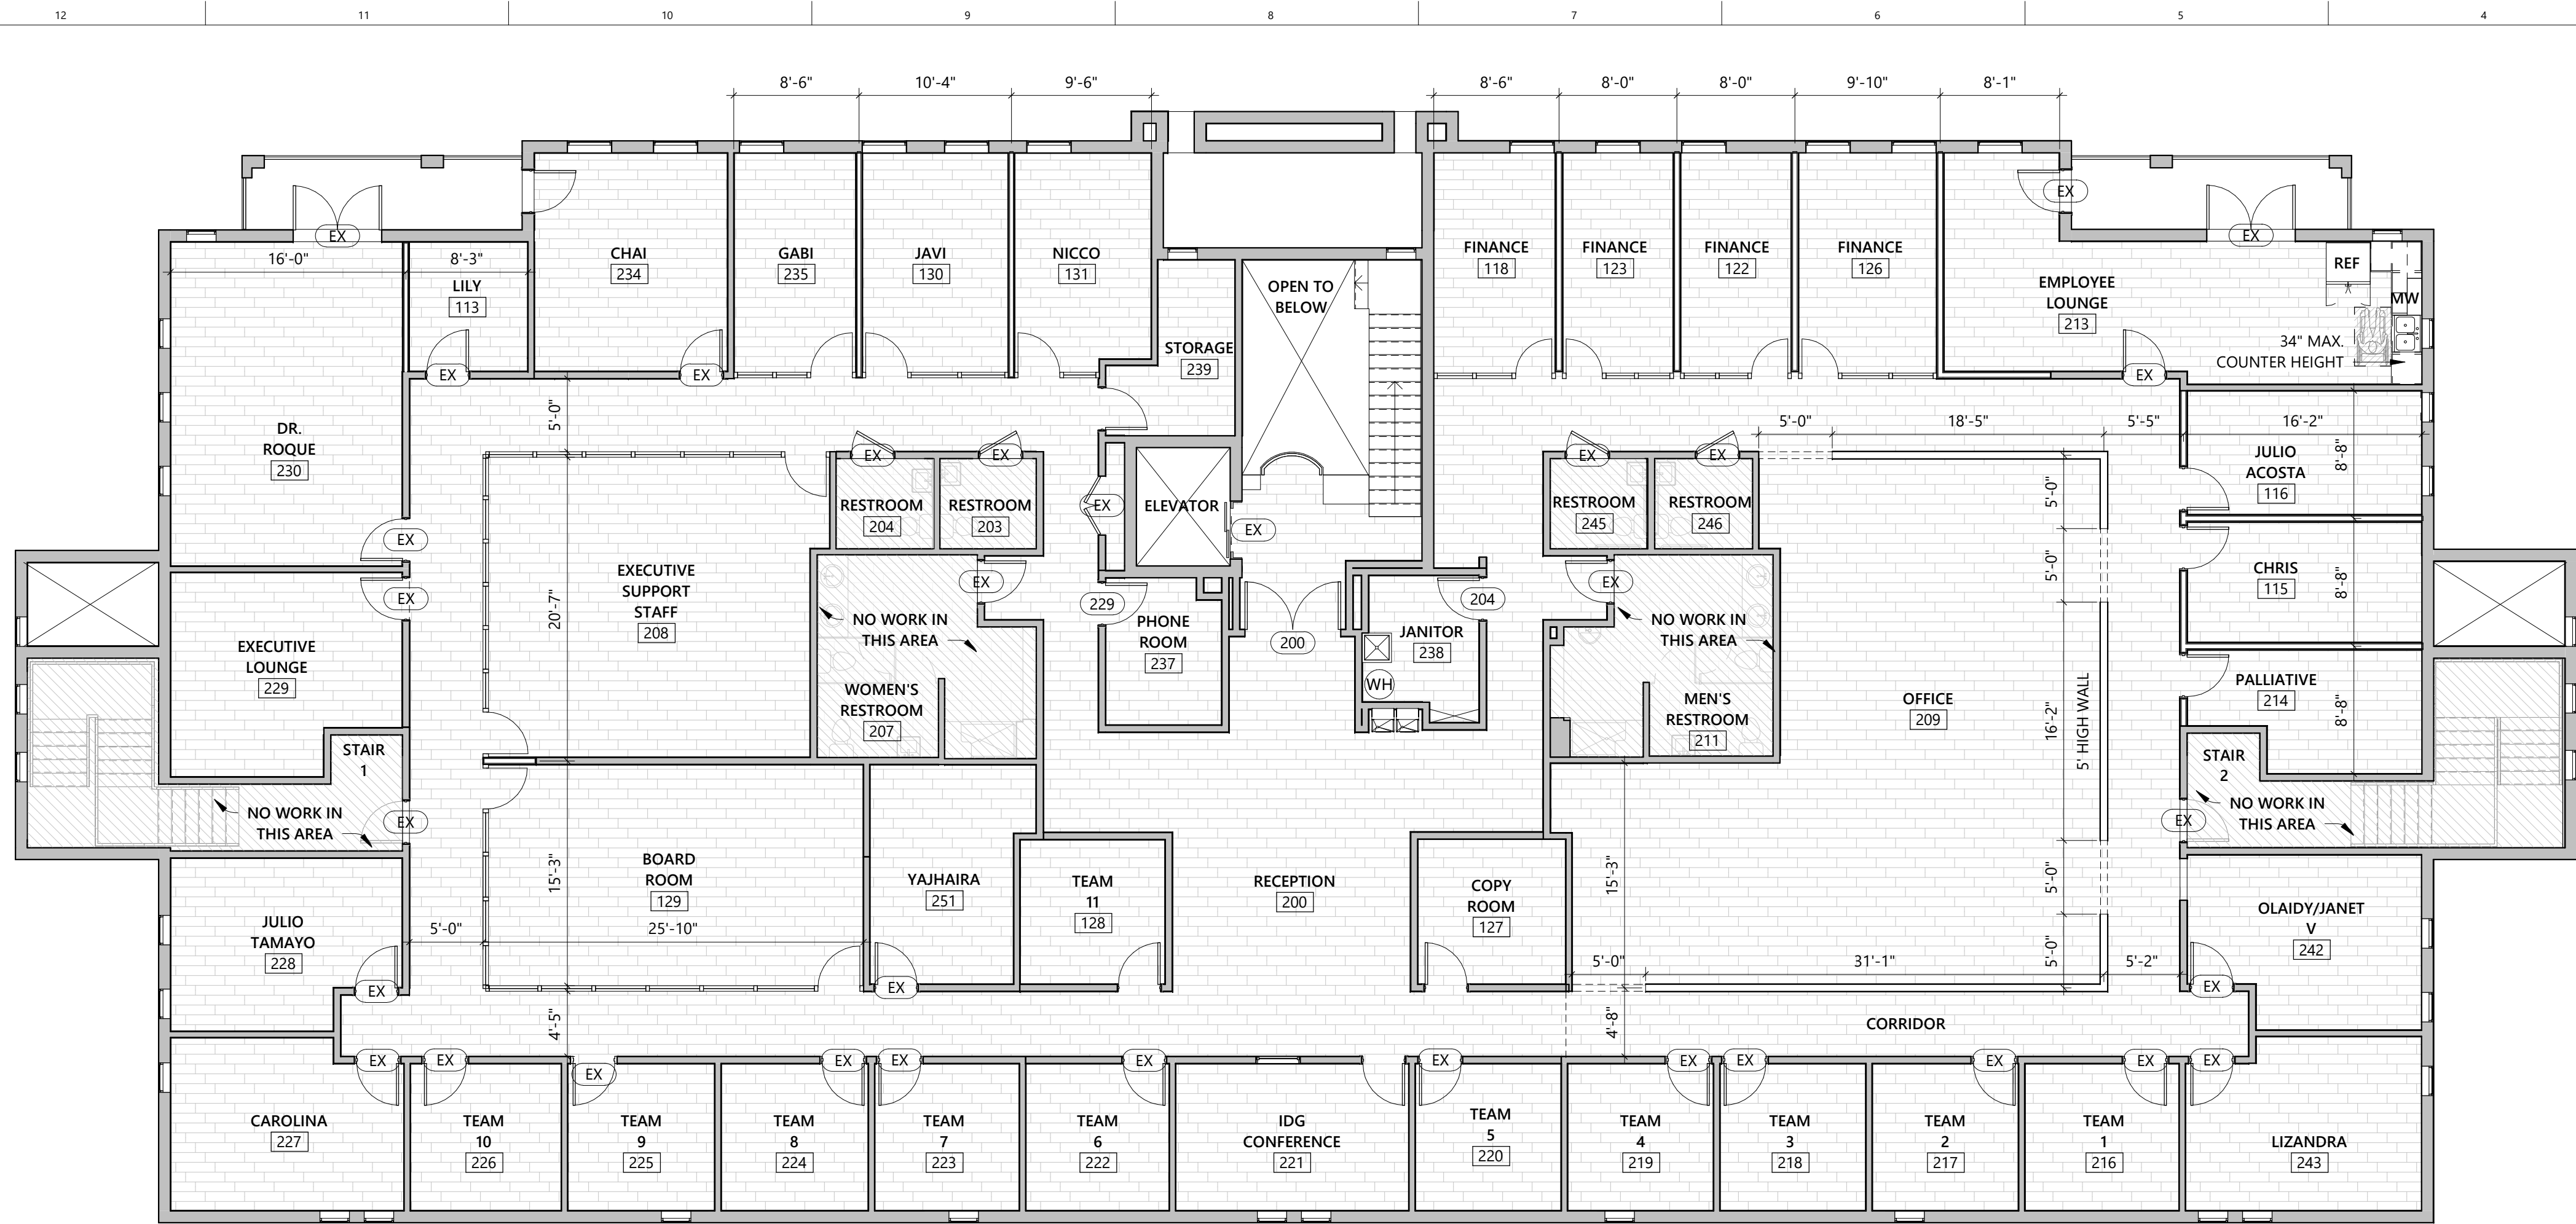 12 11 10 9 8 7 6 5 4
8'-6" 10'-4" 9'-6" 8'-6" 8'-0" 8'-0" 9'-10" 8'-1"
EX
EX
EX
16'-0" 8'-3"
LILY
113
CHAI
234
GABI
235
JAVI
130
NICCO
131
STORAGE
239
OPEN TO
BELOW
FINANCE
118
FINANCE
123
FINANCE
122
FINANCE
126
EMPLOYEE
LOUNGE
213
REF
MW
34" MAX.
COUNTER HEIGHT
EX EX EX
DR.
ROQUE
230
5'-0"
5'-0" 18'-5" 5'-5" 16'-2"
JULIO
ACOSTA
116
8'-8"
EX EX EX EX
RESTROOM
204
RESTROOM
203
EX
ELEVATOR
EX
RESTROOM
245
RESTROOM
246
5'-0"
EX
EX
EXECUTIVE
SUPPORT
STAFF
208
20'-7"
EX
229
NO WORK IN
THIS AREA
PHONE
ROOM
237
200
204
JANITOR
238
WH
EX
NO WORK IN
THIS AREA
5'-0"
CHRIS
115
8'-8"
EXECUTIVE
LOUNGE
229
WOMEN'S
RESTROOM
207
MEN'S
RESTROOM
211
OFFICE
209
16'-2"
5' HIGH WALL
PALLIATIVE
214
8'-8"
STAIR
1
NO WORK IN
THIS AREA
EX
STAIR
2
NO WORK IN
THIS AREA
EX
JULIO
TAMAYO
228
EX
5'-0"
15'-3"
BOARD
ROOM
129
25'-10"
YAJHAIRA
251
EX
TEAM
11
128
RECEPTION
200
COPY
ROOM
127
15'-3"
5'-0" 31'-1" 5'-2"
5'-0"
5'-0"
OLAIDY/JANET
V
242
EX
4'-5"
4'-8"
CORRIDOR
EX EX EX EX EX EX EX EX EX EX EX EX
CAROLINA
227
TEAM
10
226
TEAM
9
225
TEAM
8
224
TEAM
7
223
TEAM
6
222
IDG
CONFERENCE
221
TEAM
5
220
TEAM
4
219
TEAM
3
218
TEAM
2
217
TEAM
1
216
LIZANDRA
243